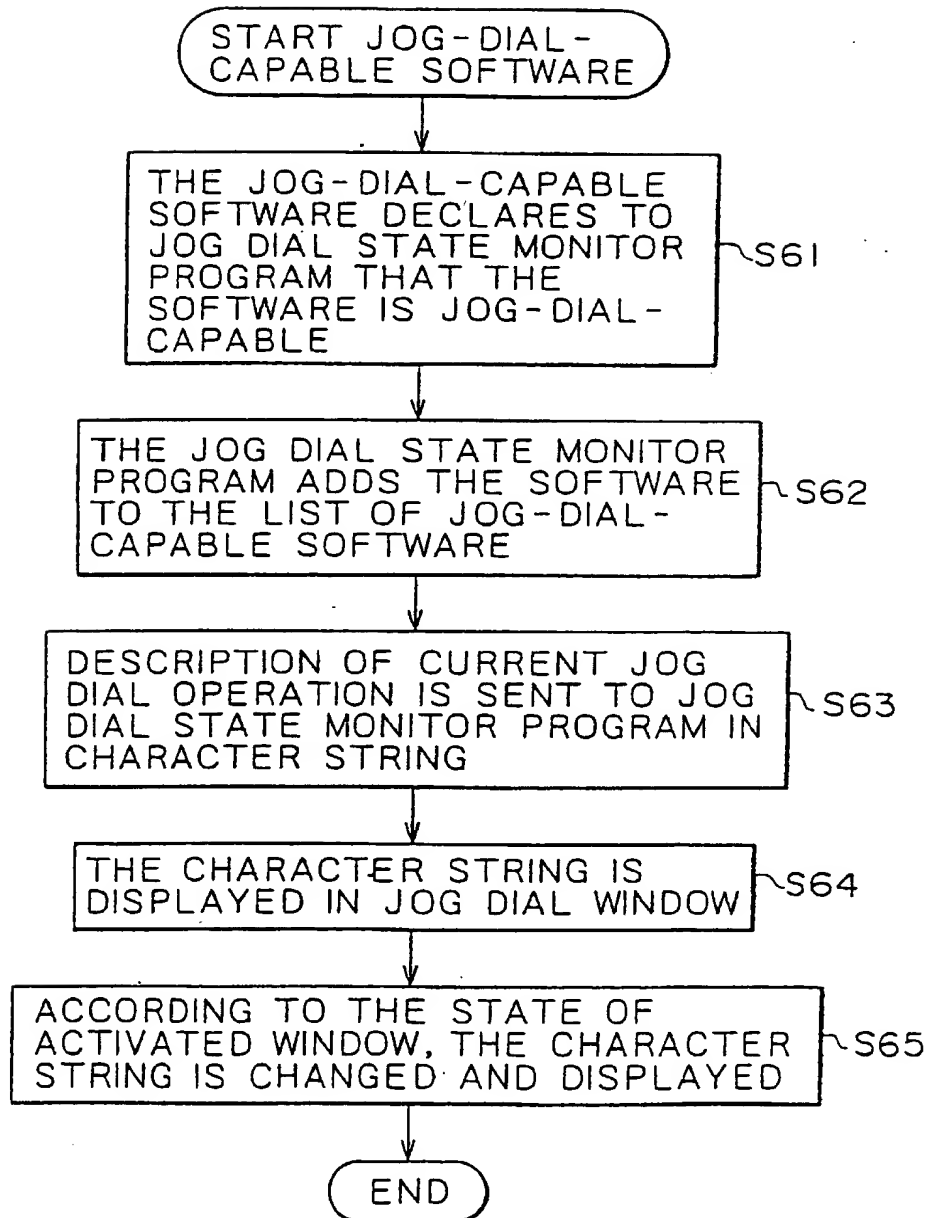 START JOG-DIAL-
CAPABLE SOFTWARE
THE JOG-DIAL-CAPABLE
SOFTWARE DECLARES TO
JOG DIAL STATE MONITOR
PROGRAM THAT THE
SOFTWARE IS JOG-DIAL-
CAPABLE
S61
THE JOG DIAL STATE MONITOR
PROGRAM ADDS THE SOFTWARE
TO THE LIST OF JOG-DIAL-
CAPABLE SOFTWARE
S62
DESCRIPTION OF CURRENT JOG
DIAL OPERATION IS SENT TO JOG
DIAL STATE MONITOR PROGRAM IN
CHARACTER STRING
S63
THE CHARACTER STRING IS
DISPLAYED IN JOG DIAL WINDOW
S64
ACCORDING TO THE STATE OF
ACTIVATED WINDOW, THE CHARACTER
STRING IS CHANGED AND DISPLAYED
S65
END